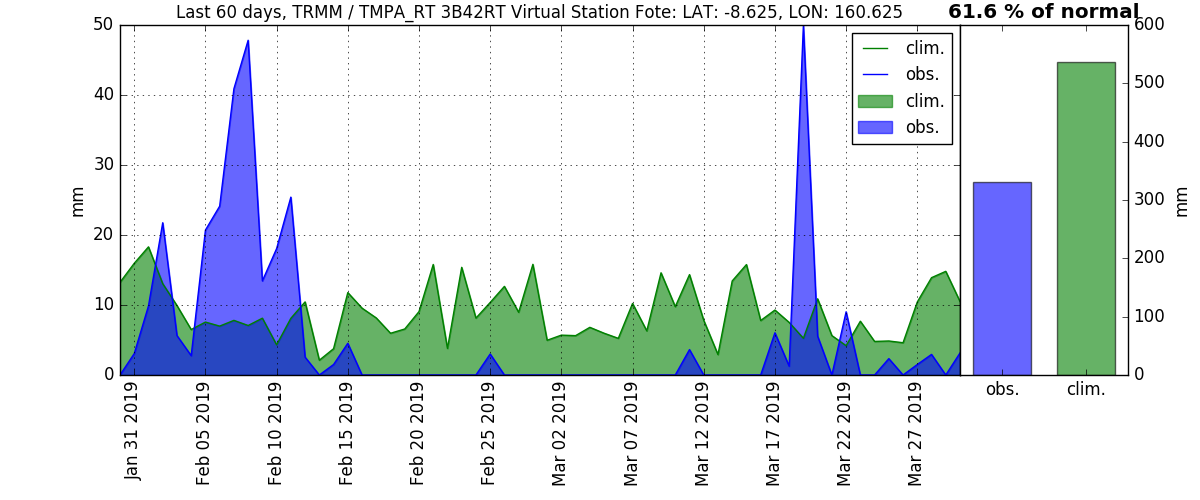 Last 60 days, TRMM / TMPA_RT 3B42RT Virtual Station Fote: LAT: -8.625, LON: 160.625
61.6 % of normal
50
40
30
20
10
0
mm
clim.
obs.
clim.
obs.
600
500
400
300
200
100
0
mm
Jan 31 2019
Feb 05 2019
Feb 10 2019
Feb 15 2019
Feb 20 2019
Feb 25 2019
Mar 02 2019
Mar 07 2019
Mar 12 2019
Mar 17 2019
Mar 22 2019
Mar 27 2019
obs.
clim.